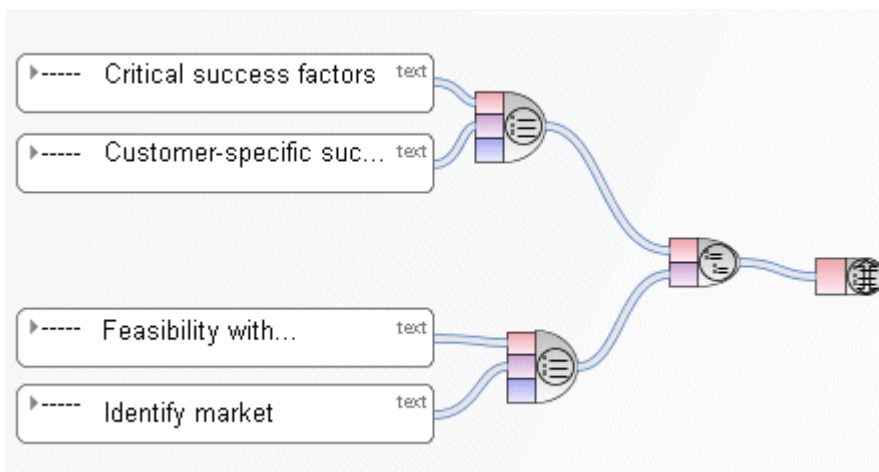 Critical success factors text
Customer-specific suc... text
Feasibility with... text
Identify market text